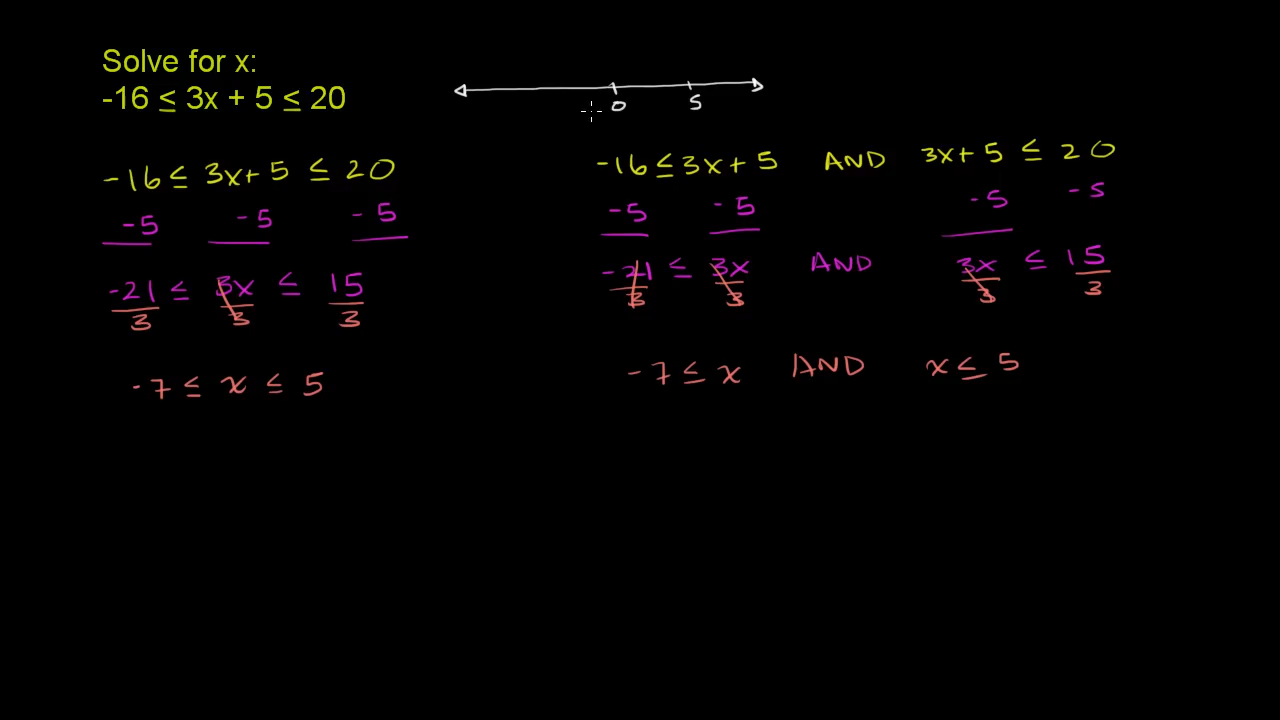 Solve for x:
-16 ≤ 3x + 5 ≤ 20
0 5
-16 ≤ 3x + 5 ≤ 20
-5 -5 -5
-21 ≤ 3x ≤ 15
3 3 3
-7 ≤ x ≤ 5
-16 ≤ 3x + 5 AND 3x + 5 ≤ 20
-5 -5 -5 -5
-21 ≤ 3x AND 3x ≤ 15
3 3 3 3
-7 ≤ x AND x ≤ 5